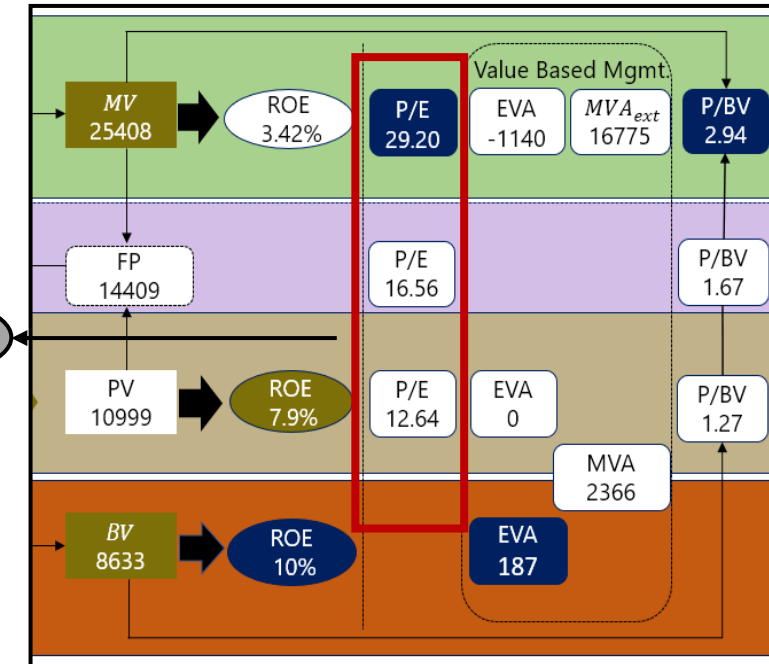 Value Based Mgmt.
MV
25408
ROE
3.42%
P/E
29.20
EVA
-1140
MVA_ext
16775
P/BV
2.94
FP
14409
P/E
16.56
P/BV
1.67
PV
10999
ROE
7.9%
P/E
12.64
EVA
0
P/BV
1.27
MVA
2366
BV
8633
ROE
10%
EVA
187